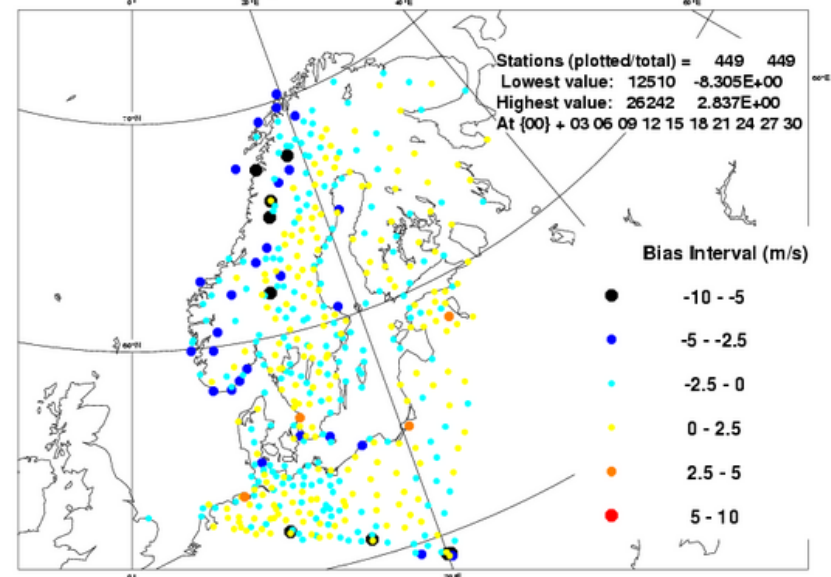 Stations (plotted/total) = 449 449
Lowest value: 12510 -8.305E+00
Highest value: 26242 2.837E+00
At {00} + 03 06 09 12 15 18 21 24 27 30
70°N
Bias Interval (m/s)
-10 - -5
-5 - -2.5
-2.5 - 0
60°N
0 - 2.5
2.5 - 5
5 - 10